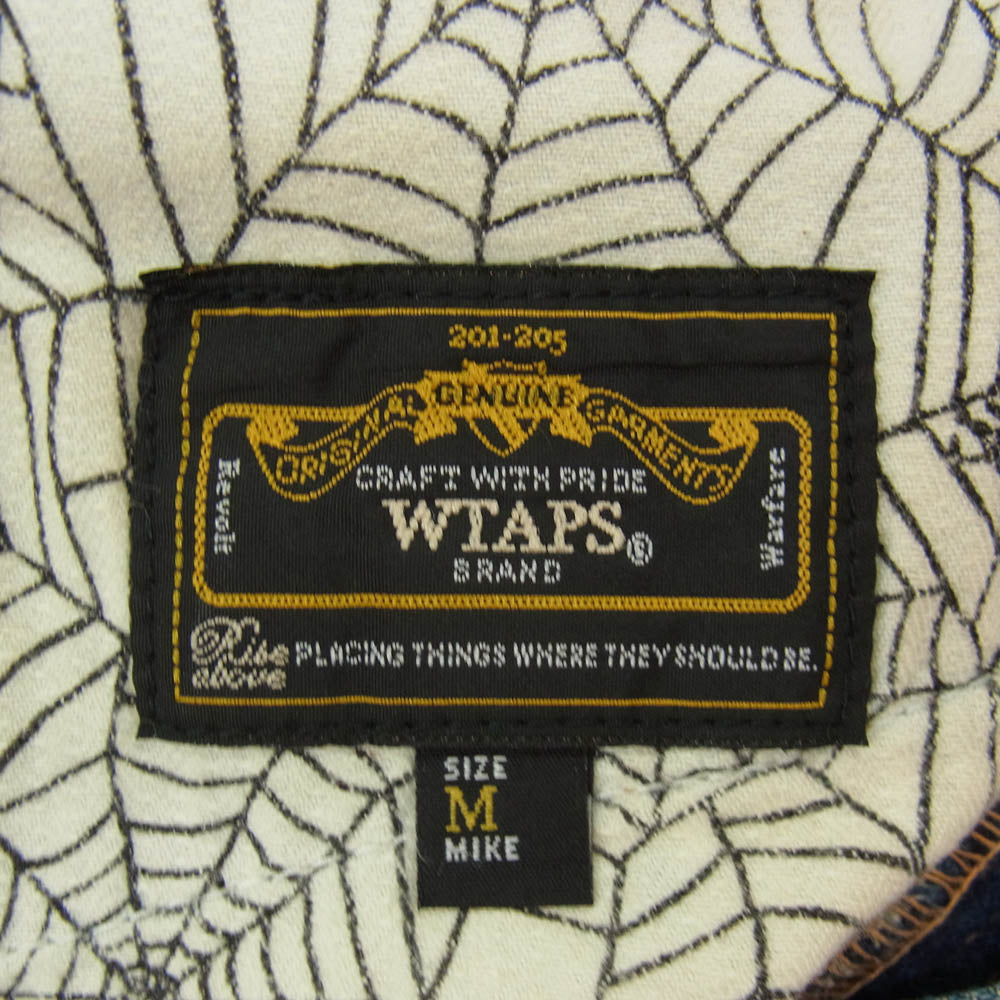 201-205
ORIGINAL GENUINE GARMENTS
CRAFT WITH PRIDE
WTAPS®
BRAND
Revolt
Warfare
Rise above
PLACING THINGS WHERE THEY SHOULD BE.
SIZE
M
MIKE